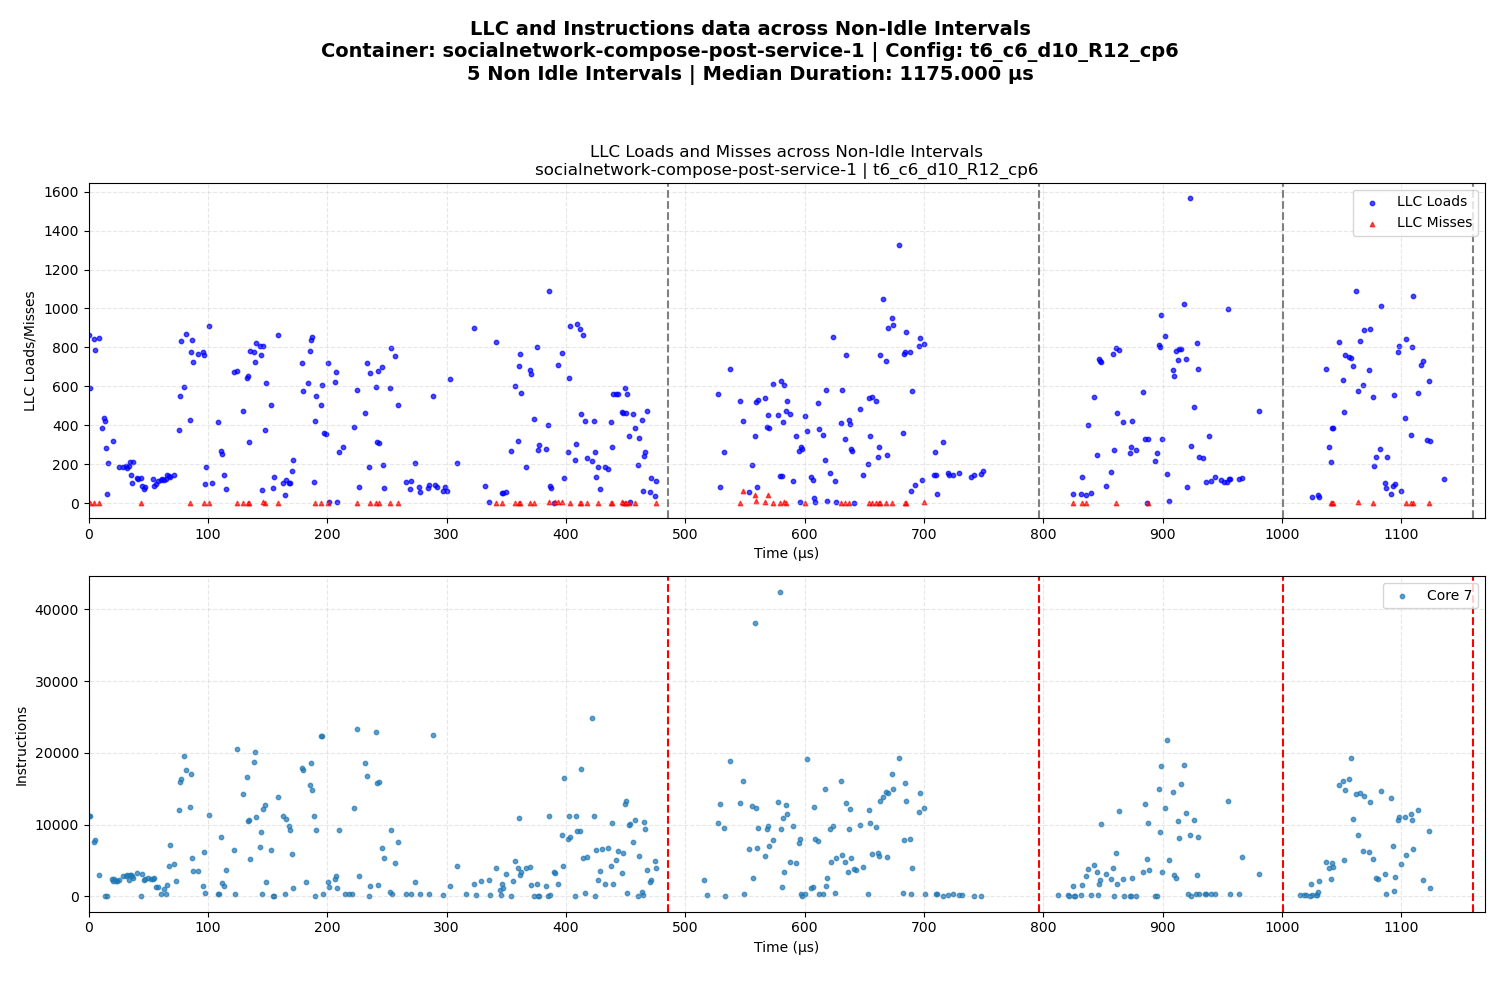 LLC and Instructions data across Non-Idle Intervals
Container: socialnetwork-compose-post-service-1 | Config: t6_c6_d10_R12_cp6
5 Non Idle Intervals | Median Duration: 1175.000 µs
LLC Loads and Misses across Non-Idle Intervals
socialnetwork-compose-post-service-1 | t6_c6_d10_R12_cp6
LLC Loads/Misses
1600
1400
1200
1000
800
600
400
200
0
LLC Loads
LLC Misses
0 100 200 300 400 500 600 700 800 900 1000 1100
Time (µs)
Instructions
40000
30000
20000
10000
0
Core 7
0 100 200 300 400 500 600 700 800 900 1000 1100
Time (µs)